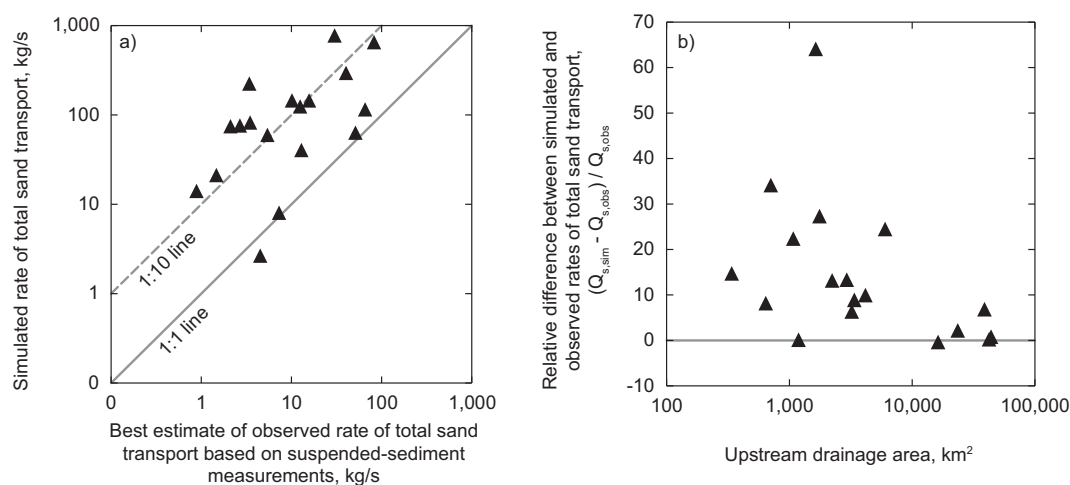 a)
1,000
100
10
1
0
Simulated rate of total sand transport, kg/s
1:10 line
1:1 line
0
1
10
100
1,000
Best estimate of observed rate of total sand
transport based on suspended-sediment
measurements, kg/s
b)
70
60
50
40
30
20
10
0
-10
Relative difference between simulated and
observed rates of total sand transport,
(Qs,sim - Qs,obs) / Qs,obs
100
1,000
10,000
100,000
Upstream drainage area, km²